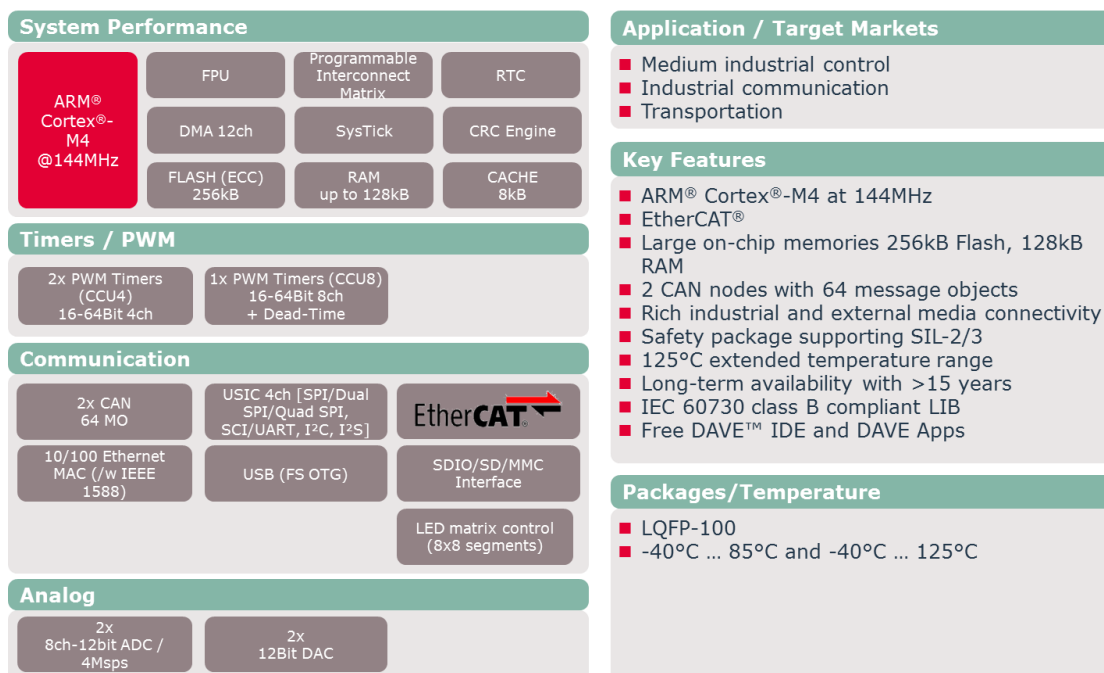 System Performance
ARM®
Cortex®-
M4
@144MHz
FPU
Programmable
Interconnect
Matrix
RTC
DMA 12ch
SysTick
CRC Engine
FLASH (ECC)
256kB
RAM
up to 128kB
CACHE
8kB
Timers / PWM
2x PWM Timers
(CCU4)
16-64Bit 4ch
1x PWM Timers (CCU8)
16-64Bit 8ch
+ Dead-Time
Communication
2x CAN
64 MO
USIC 4ch [SPI/Dual
SPI/Quad SPI,
SCI/UART, I²C, I²S]
EtherCAT®
10/100 Ethernet
MAC (/w IEEE
1588)
USB (FS OTG)
SDIO/SD/MMC
Interface
LED matrix control
(8x8 segments)
Analog
2x
8ch-12bit ADC /
4Msps
2x
12Bit DAC
Application / Target Markets
Medium industrial control
Industrial communication
Transportation
Key Features
ARM® Cortex®-M4 at 144MHz
EtherCAT®
Large on-chip memories 256kB Flash, 128kB
RAM
2 CAN nodes with 64 message objects
Rich industrial and external media connectivity
Safety package supporting SIL-2/3
125°C extended temperature range
Long-term availability with >15 years
IEC 60730 class B compliant LIB
Free DAVE™ IDE and DAVE Apps
Packages/Temperature
LQFP-100
-40°C … 85°C and -40°C … 125°C